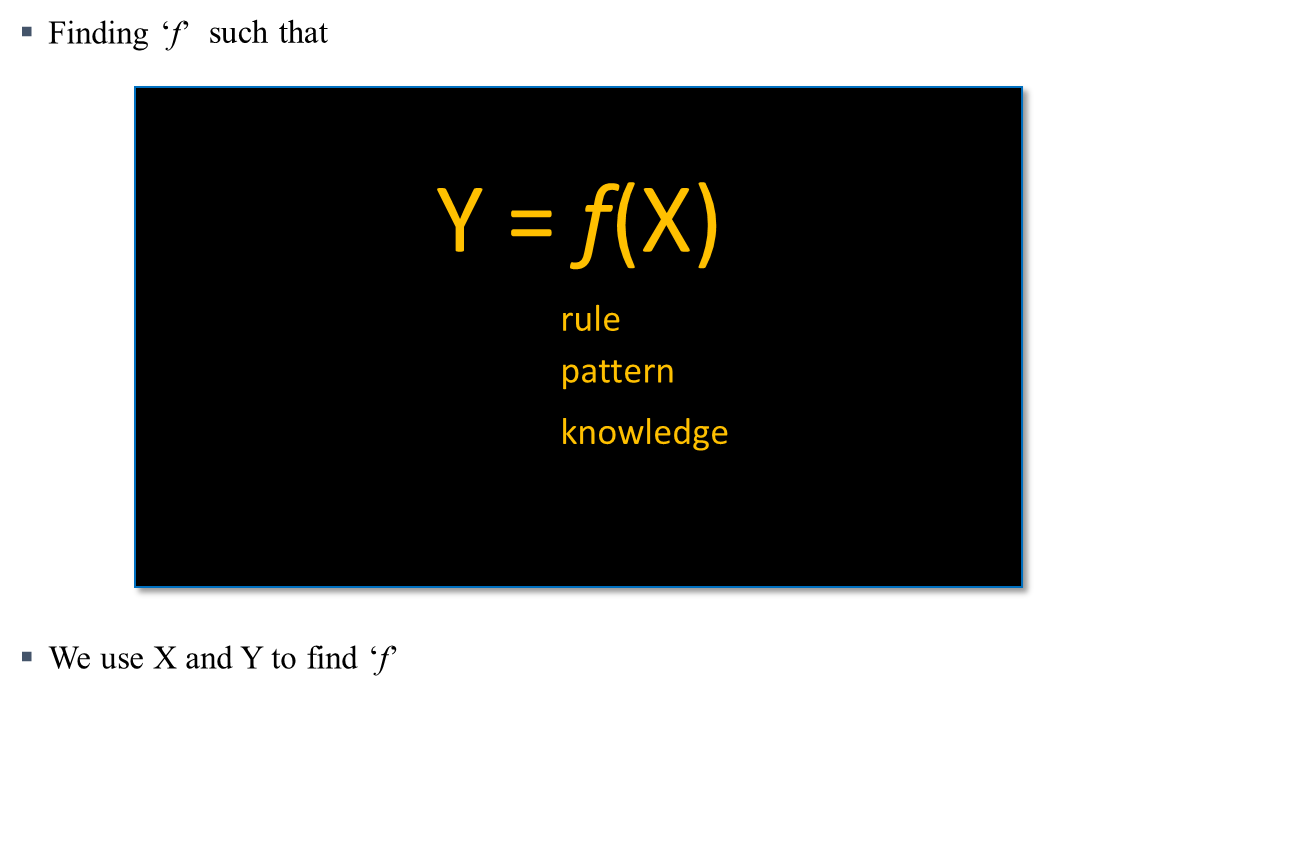 ▪ Finding ‘f’ such that
Y = f(X)
rule
pattern
knowledge
▪ We use X and Y to find ‘f’